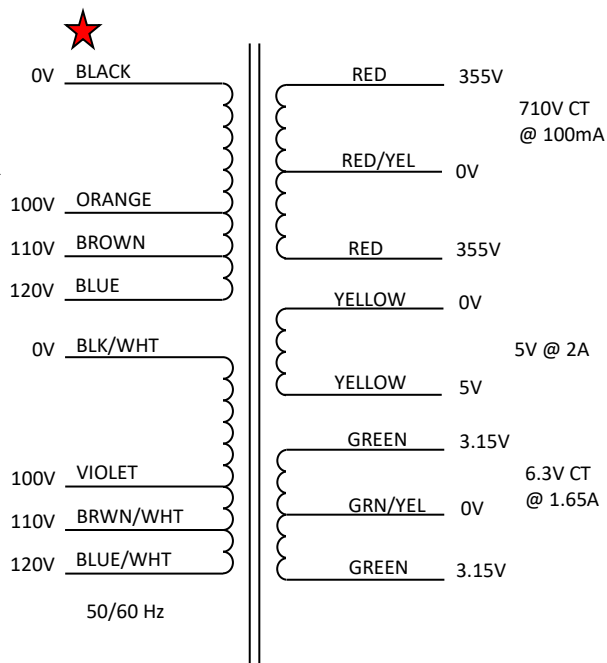 0V BLACK
100V ORANGE
110V BROWN
120V BLUE
0V BLK/WHT
100V VIOLET
110V BRWN/WHT
120V BLUE/WHT
50/60 Hz
RED 355V
710V CT
@ 100mA
RED/YEL 0V
RED 355V
YELLOW 0V
5V @ 2A
YELLOW 5V
GREEN 3.15V
6.3V CT
@ 1.65A
GRN/YEL 0V
GREEN 3.15V